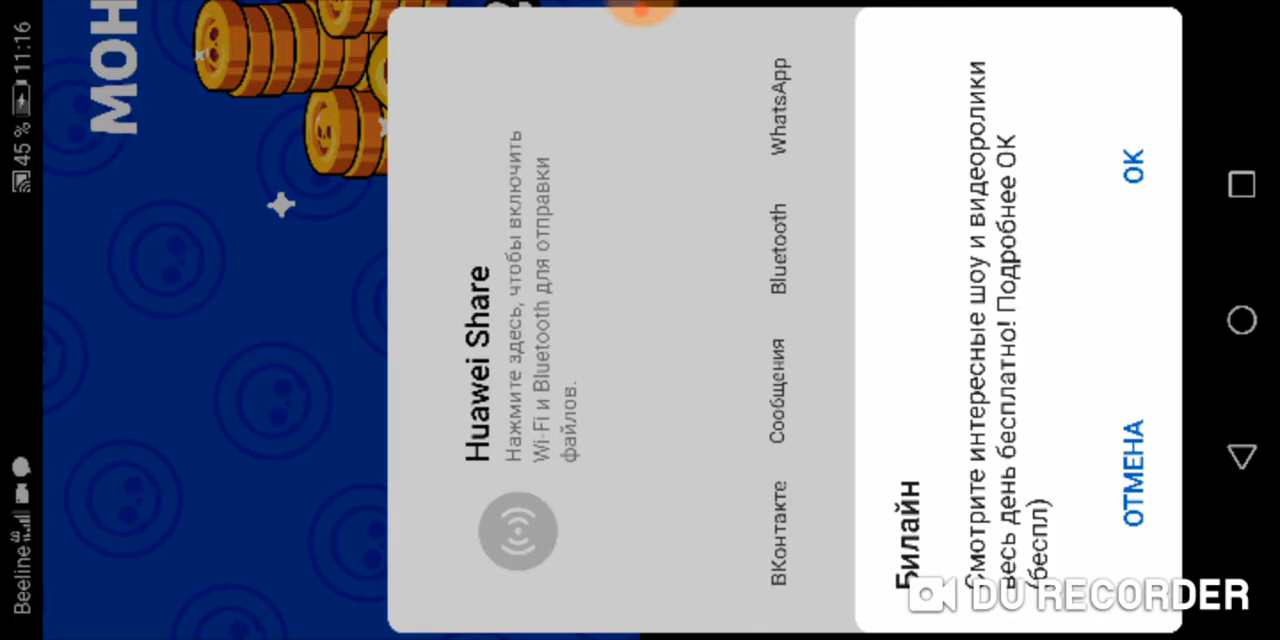 Beeline 4G 45 % 11:16
МОН
Huawei Share
Нажмите здесь, чтобы включить
Wi-Fi и Bluetooth для отправки
файлов.
ВКонтакте Сообщения Bluetooth WhatsApp
Билайн
Смотрите интересные шоу и видеоролики
весь день бесплатно! Подробнее ОК
(беспл)
ОТМЕНА ОК
DU RECORDER